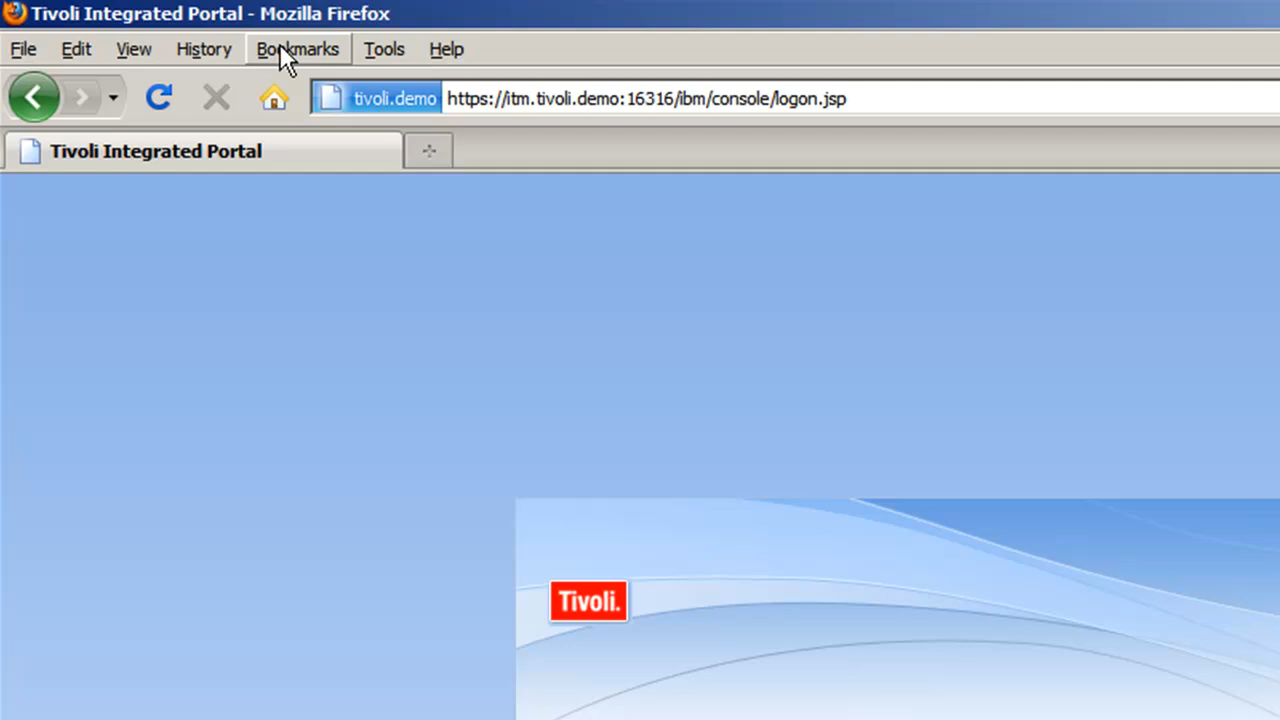 Tivoli Integrated Portal - Mozilla Firefox
File Edit View History Bookmarks Tools Help
tivoli.demo https://itm.tivoli.demo:16316/ibm/console/logon.jsp
Tivoli Integrated Portal
Tivoli.